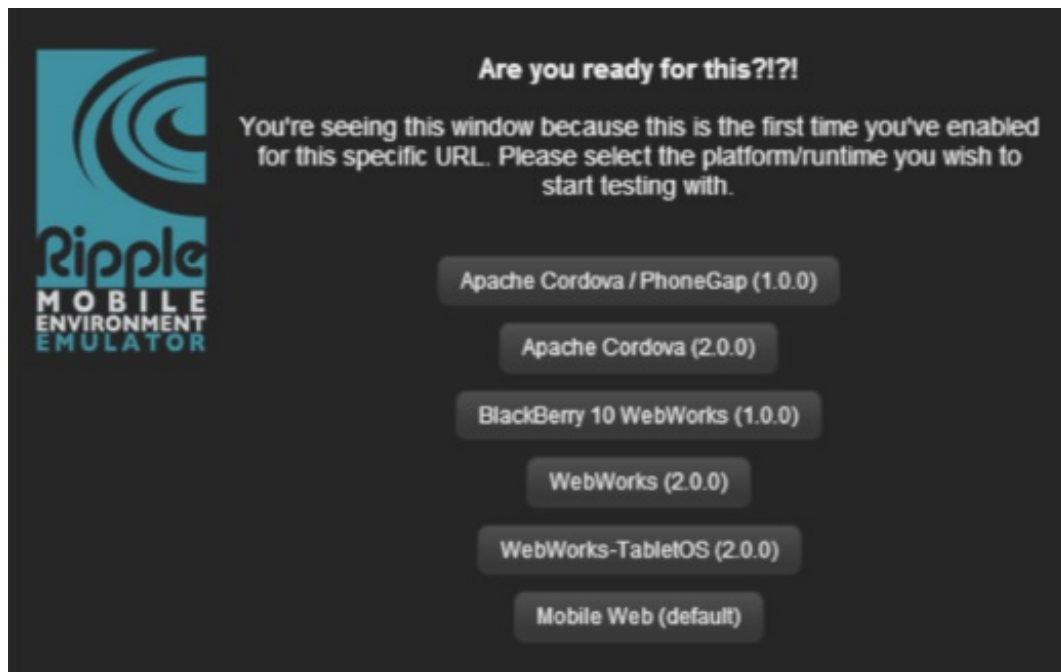 Ripple
MOBILE
ENVIRONMENT
EMULATOR
Are you ready for this?!?!
You're seeing this window because this is the first time you've enabled
for this specific URL. Please select the platform/runtime you wish to
start testing with.
Apache Cordova / PhoneGap (1.0.0)
Apache Cordova (2.0.0)
BlackBerry 10 WebWorks (1.0.0)
WebWorks (2.0.0)
WebWorks-TabletOS (2.0.0)
Mobile Web (default)